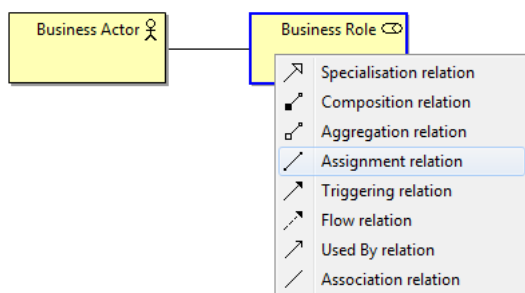 Business Actor
Business Role
Specialisation relation
Composition relation
Aggregation relation
Assignment relation
Triggering relation
Flow relation
Used By relation
Association relation